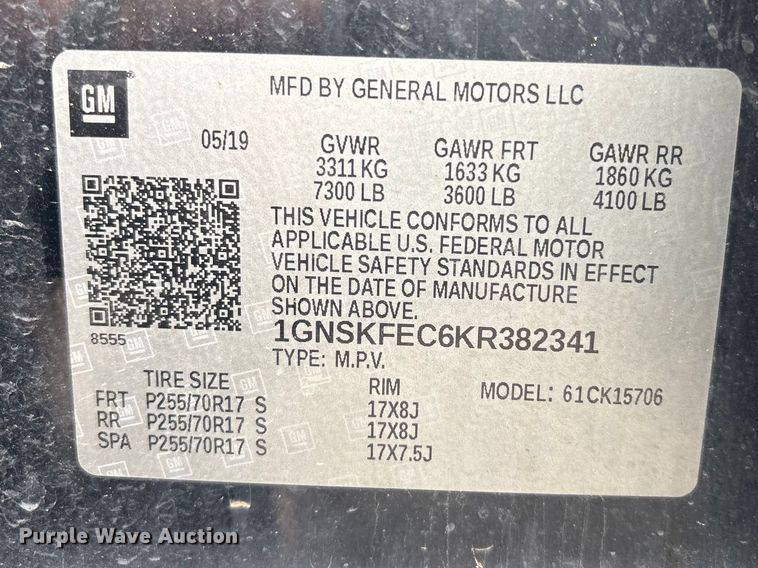 GM
MFD BY GENERAL MOTORS LLC
05/19 GVWR GAWR FRT GAWR RR
3311 KG 1633 KG 1860 KG
7300 LB 3600 LB 4100 LB
THIS VEHICLE CONFORMS TO ALL
APPLICABLE U.S. FEDERAL MOTOR
VEHICLE SAFETY STANDARDS IN EFFECT
ON THE DATE OF MANUFACTURE
SHOWN ABOVE.
8555
1GNSKFEC6KR382341
TYPE: M.P.V.
TIRE SIZE RIM MODEL: 61CK15706
FRT P255/70R17 S 17X8J
RR P255/70R17 S 17X8J
SPA P255/70R17 S 17X7.5J
Purple Wave Auction